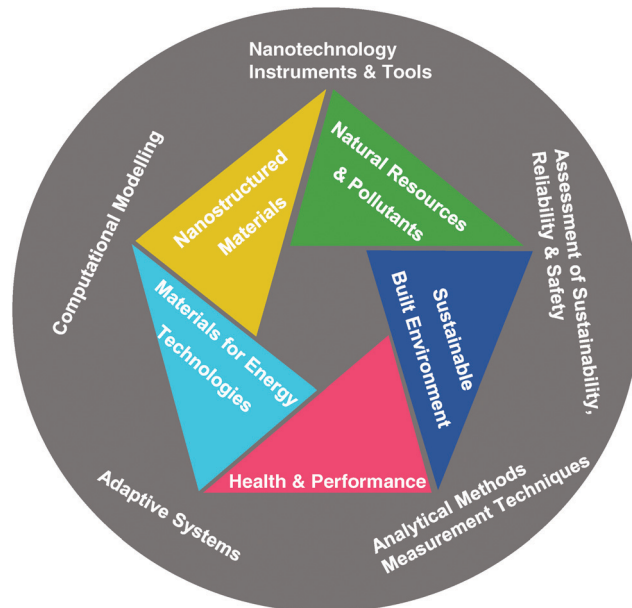 Nanotechnology
Instruments & Tools
Natural Resources
& Pollutants
Nanostructured
Materials
Computational Modelling
Assessment of Sustainability,
Reliability & Safety
Sustainable
Built Environment
Materials for Energy
Technologies
Health & Performance
Adaptive Systems
Analytical Methods
Measurement Techniques